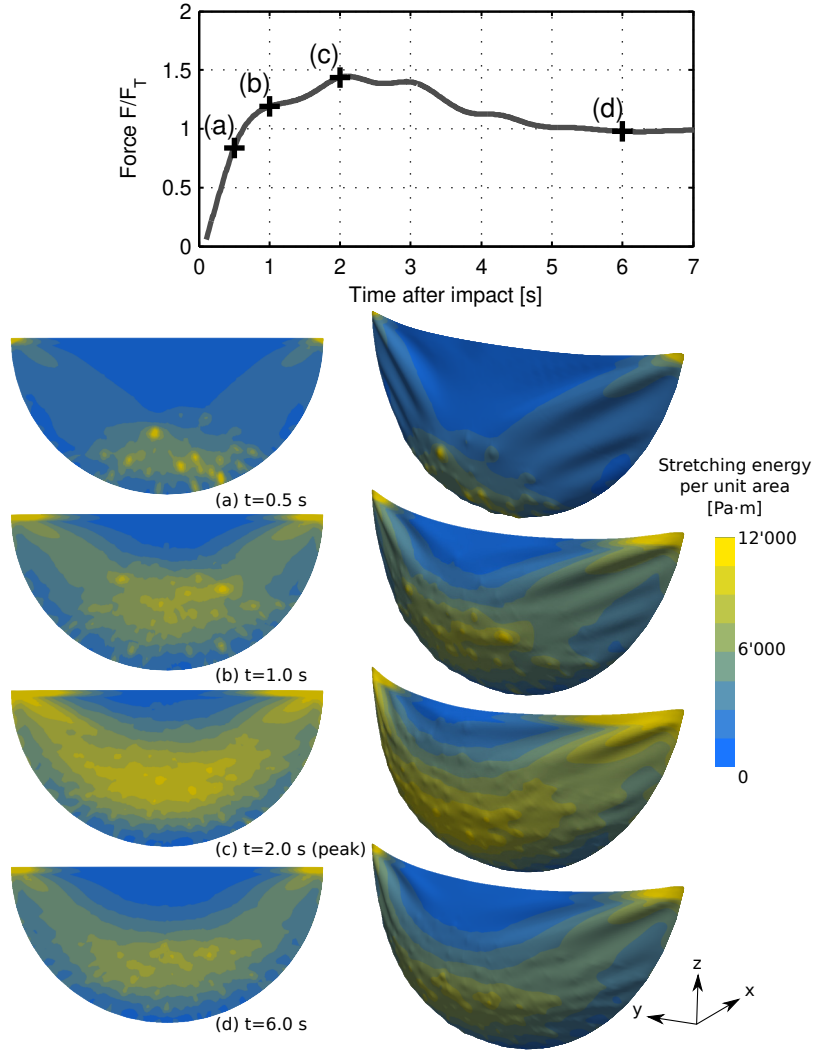 2
1.5
1
0.5
0
Force F/F_T
(a)
(b)
(c)
(d)
0 1 2 3 4 5 6 7
Time after impact [s]
(a) t=0.5 s
Stretching energy
per unit area
[Pa·m]
12'000
6'000
0
(b) t=1.0 s
(c) t=2.0 s (peak)
(d) t=6.0 s
z
x
y